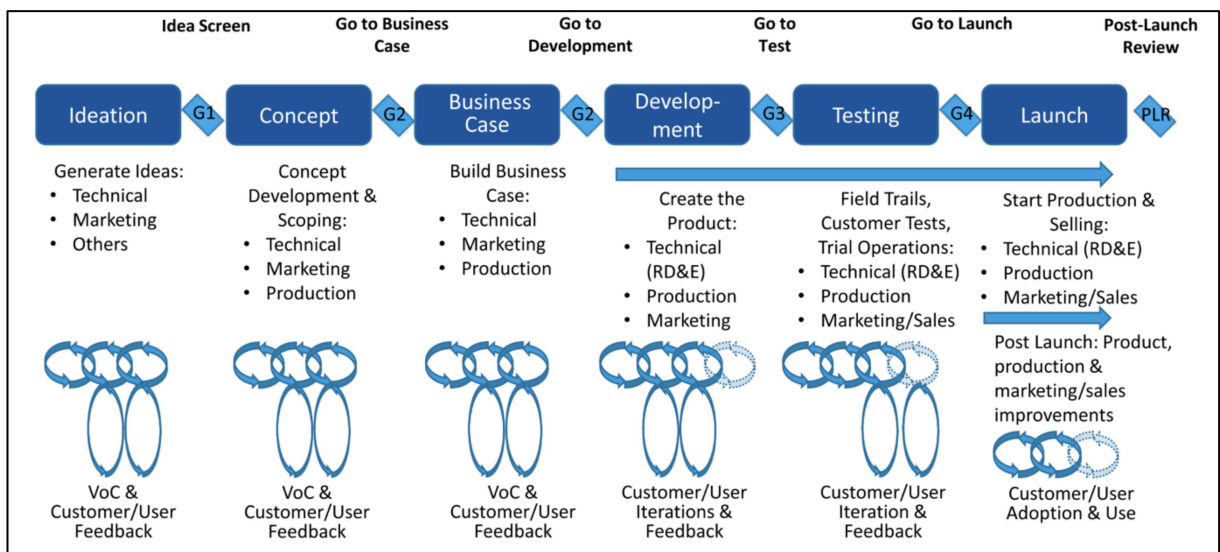 Idea Screen
Go to Business
Case
Go to
Development
Go to
Test
Go to Launch
Post-Launch
Review
Ideation
G1
Concept
G2
Business
Case
G2
Develop-
ment
G3
Testing
G4
Launch
PLR
Generate Ideas:
• Technical
• Marketing
• Others
Concept
Development &
Scoping:
• Technical
• Marketing
• Production
Build Business
Case:
• Technical
• Marketing
• Production
Create the
Product:
• Technical
(RD&E)
• Production
• Marketing
Field Trails,
Customer Tests,
Trial Operations:
• Technical (RD&E)
• Production
• Marketing/Sales
Start Production &
Selling:
• Technical (RD&E)
• Production
• Marketing/Sales
Post Launch: Product,
production &
marketing/sales
improvements
VoC &
Customer/User
Feedback
VoC &
Customer/User
Feedback
VoC &
Customer/User
Feedback
Customer/User
Iterations &
Feedback
Customer/User
Iteration &
Feedback
Customer/User
Adoption & Use